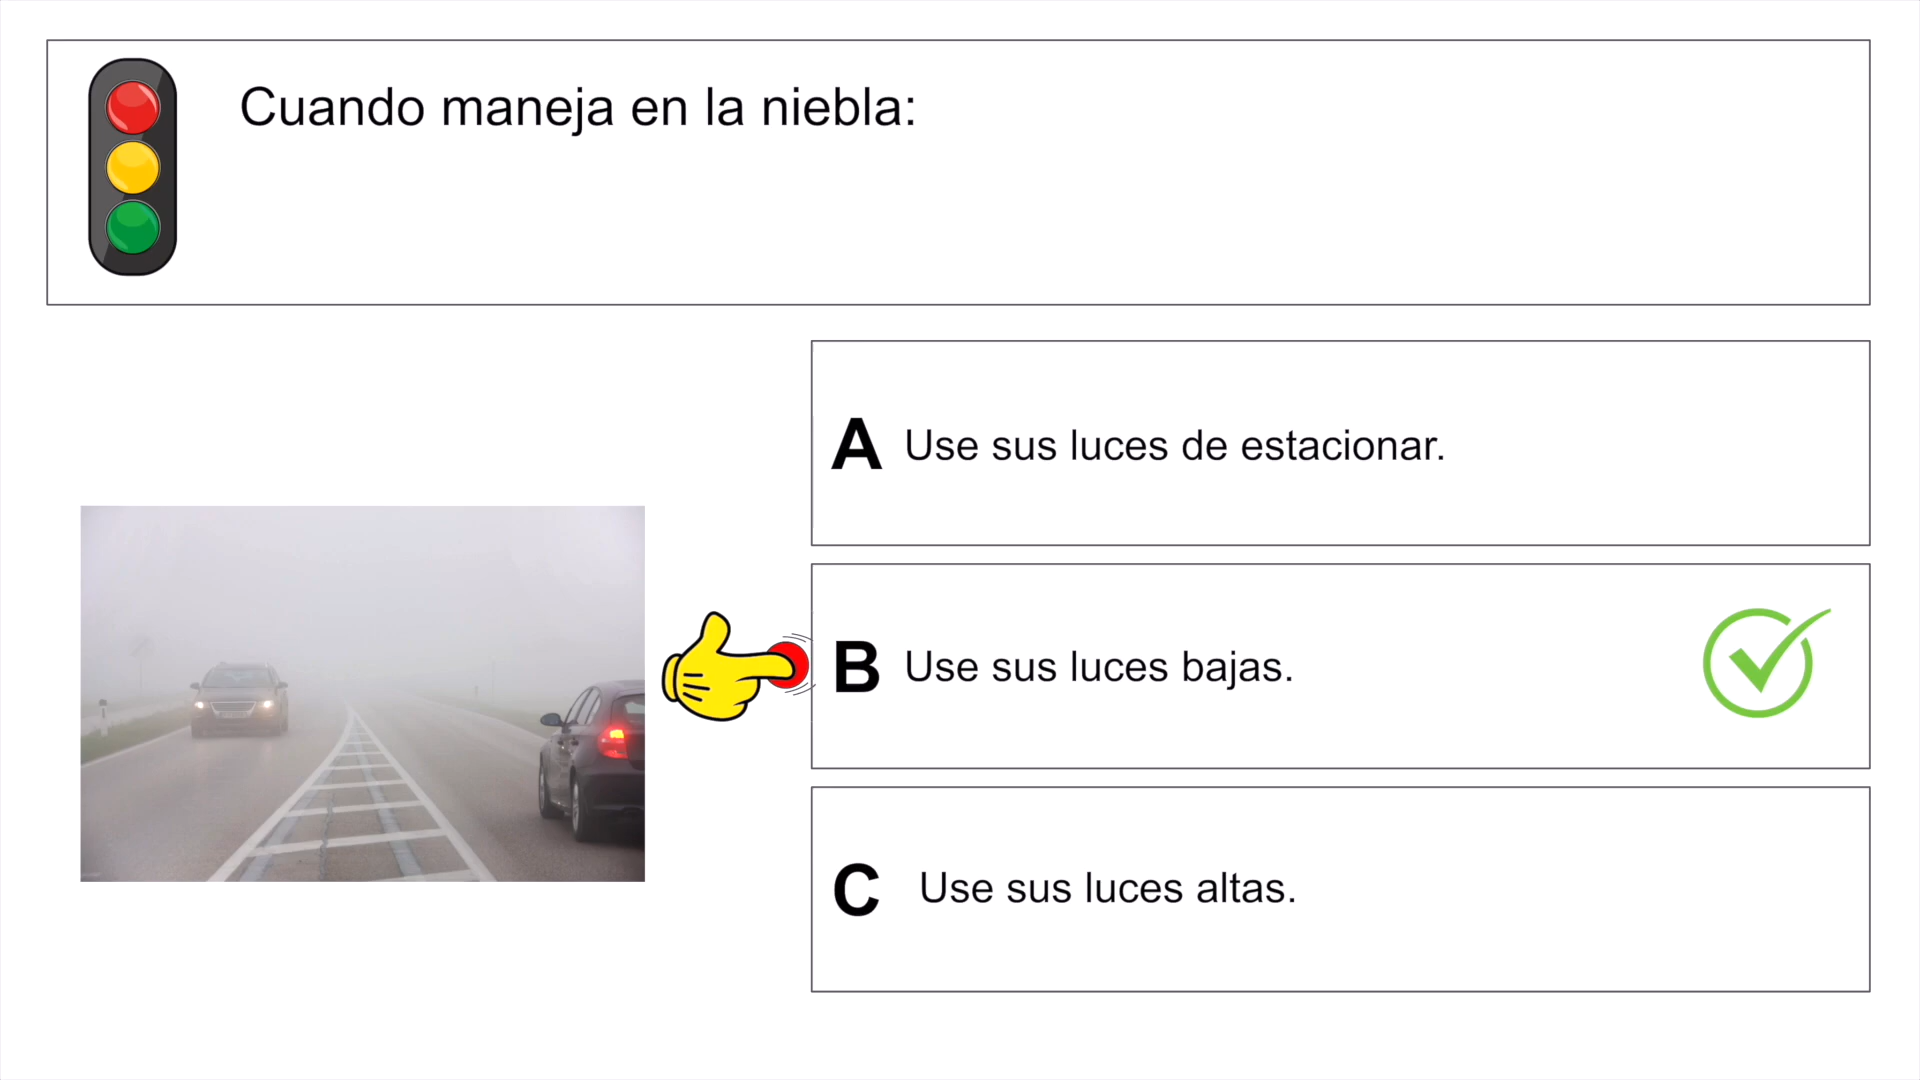 Cuando maneja en la niebla:
A Use sus luces de estacionar.
B Use sus luces bajas.
C Use sus luces altas.